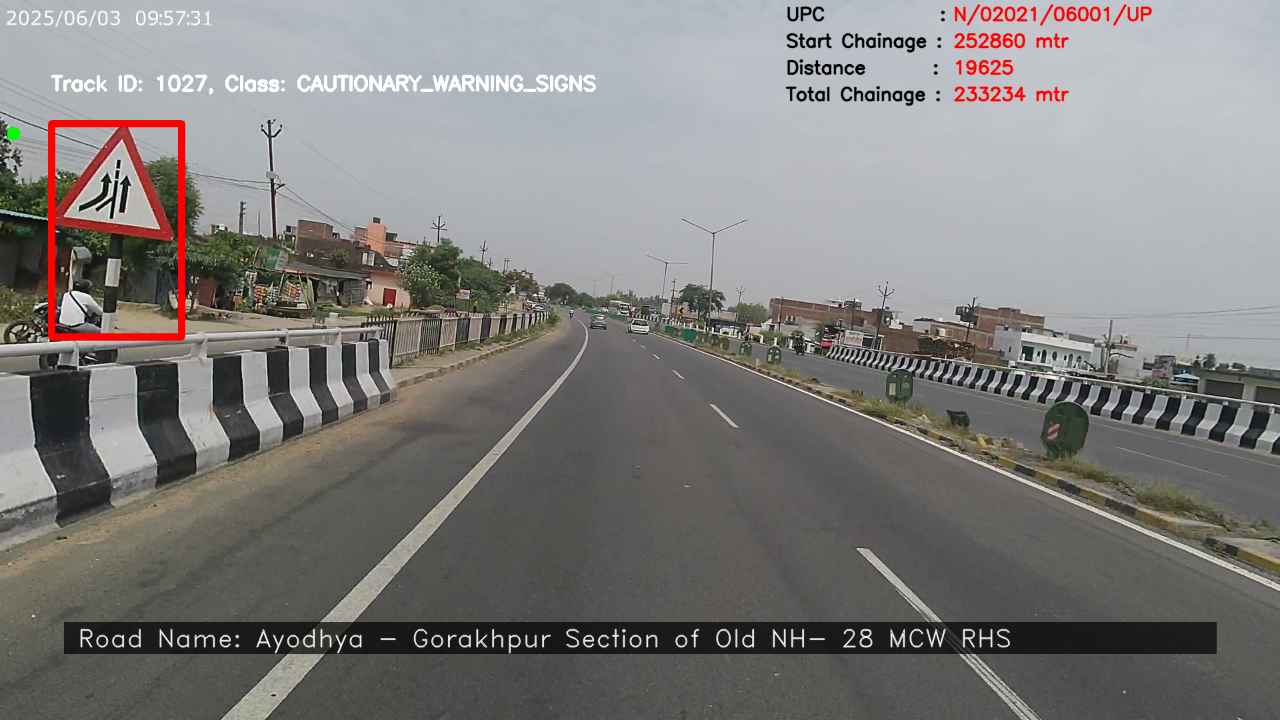 2025/06/03 09:57:31
UPC : N/02021/06001/UP
Start Chainage : 252860 mtr
Distance : 19625
Total Chainage : 233234 mtr
Track ID: 1027, Class: CAUTIONARY_WARNING_SIGNS
Road Name: Ayodhya - Gorakhpur Section of Old NH- 28 MCW RHS